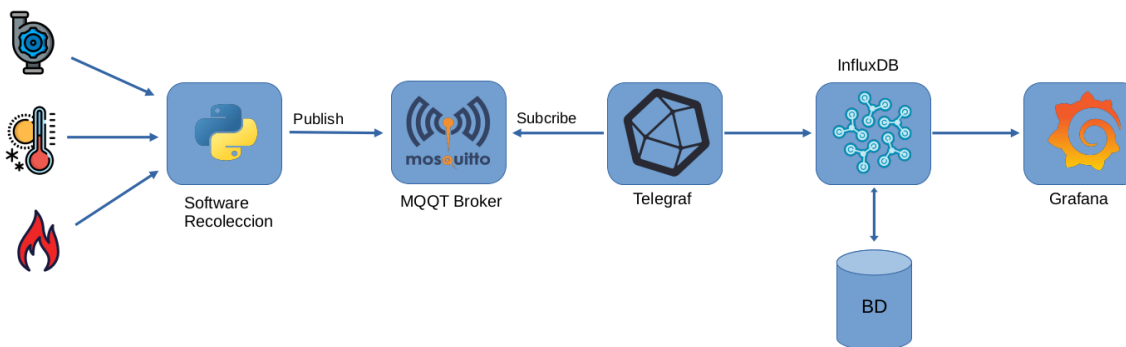 InfluxDB
Publish
Subcribe
mosquitto
Software
Recoleccion
MQQT Broker
Telegraf
Grafana
BD